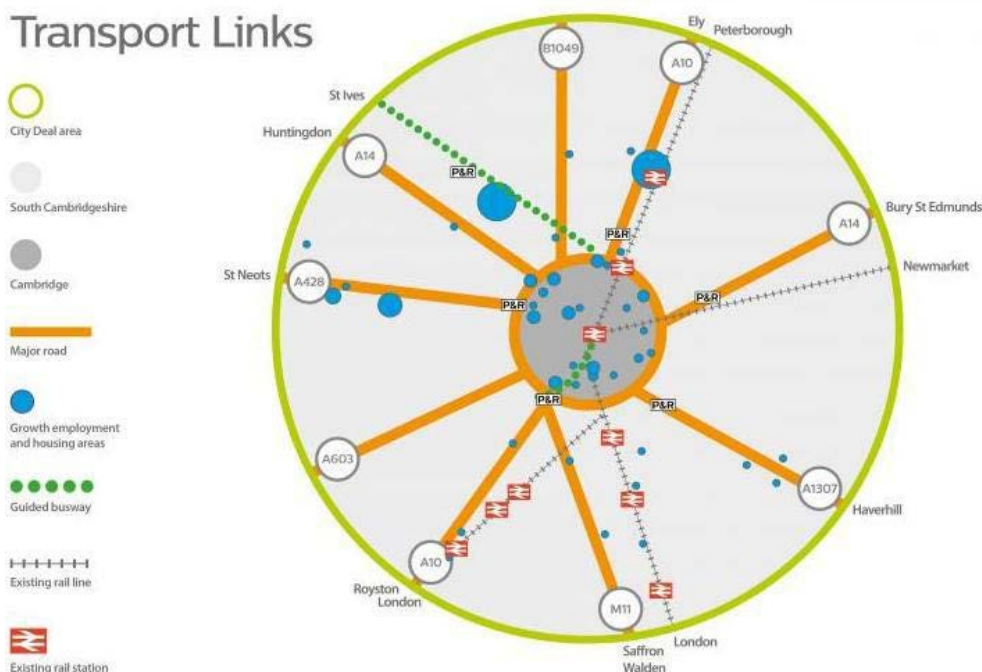 Transport Links
City Deal area
South Cambridgeshire
Cambridge
Major road
Growth employment
and housing areas
Guided busway
Existing rail line
Existing rail station
Ely
Peterborough
B1049
A10
St Ives
Huntingdon
A14
P&R
Bury St Edmunds
A14
P&R
Newmarket
St Neots
A428
P&R
P&R
P&R
P&R
A603
A1307
Haverhill
A10
Royston
London
M11
London
Saffron
Walden